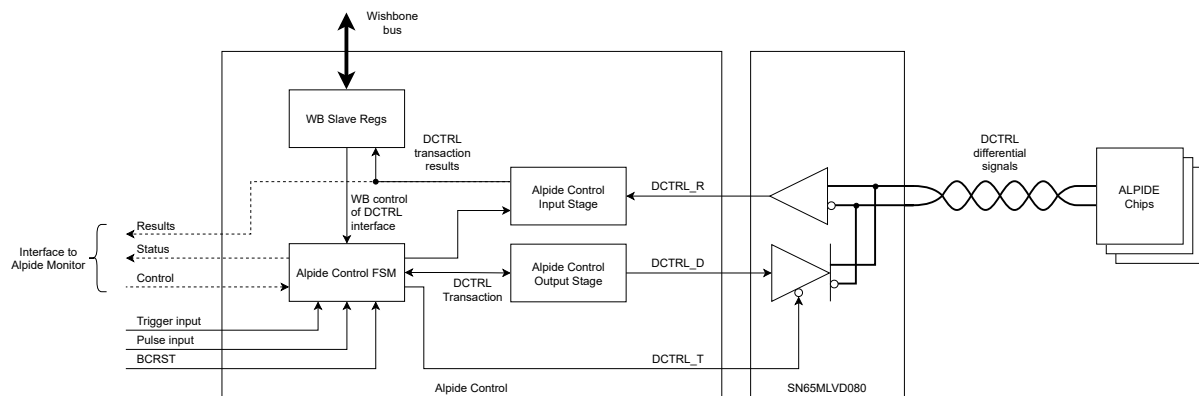 Wishbone
bus
WB Slave Regs
DCTRL
transaction
results
DCTRL
differential
signals
Alpide Control
Input Stage
DCTRL_R
ALPIDE
Chips
WB control
of DCTRL
interface
Results
Interface to
Alpide Monitor
Status
Control
Alpide Control FSM
DCTRL
Transaction
Alpide Control
Output Stage
DCTRL_D
Trigger input
Pulse input
BCRST
DCTRL_T
Alpide Control
SN65MLVD080